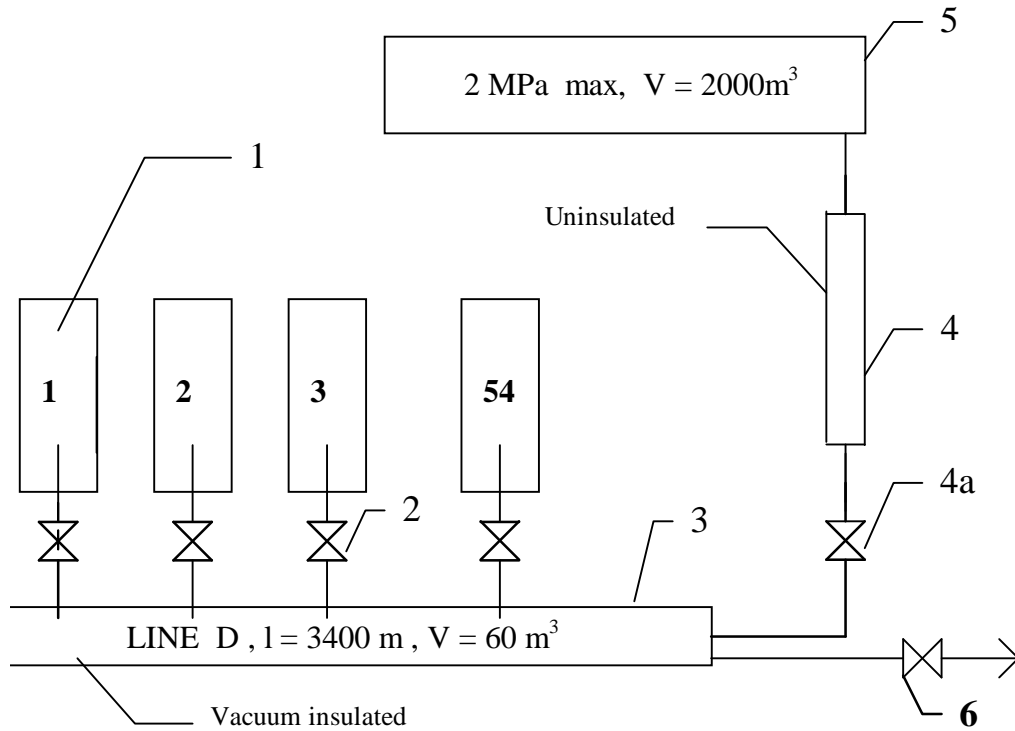 5
2 MPa max, V = 2000m³
1
Uninsulated
4
1 2 3 54
4a
2
3
LINE D , l = 3400 m , V = 60 m³
6
Vacuum insulated